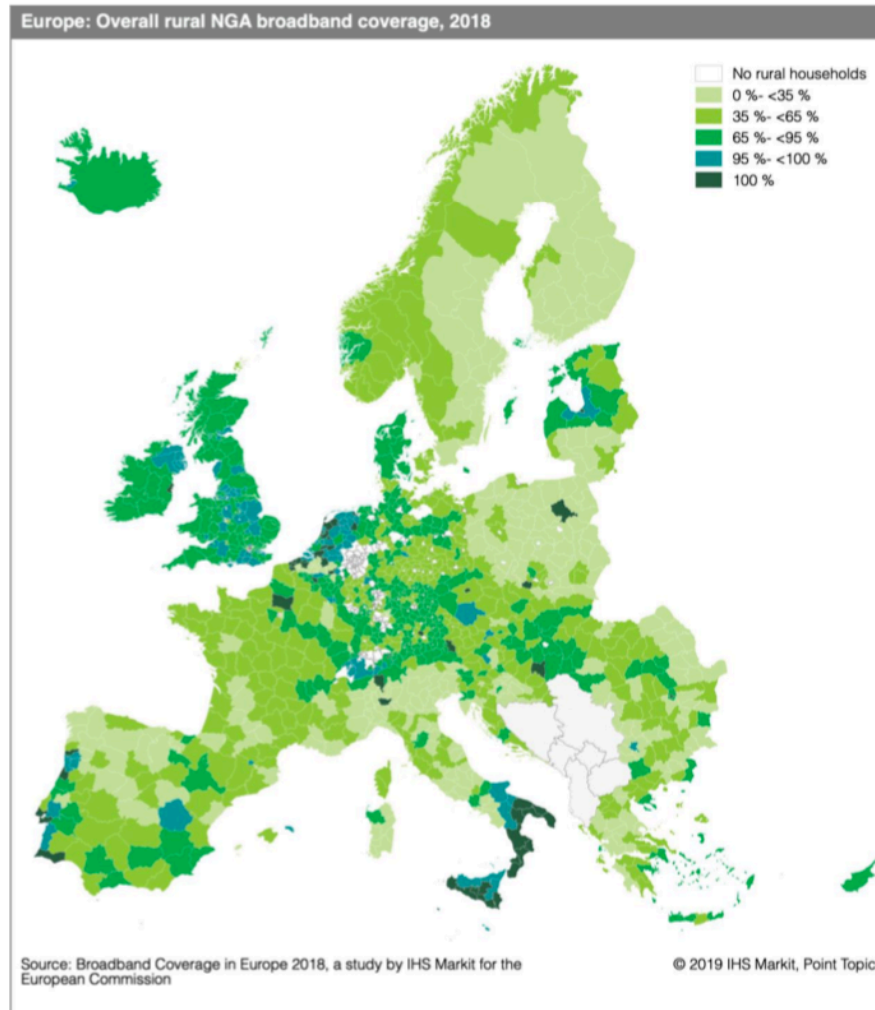 Europe: Overall rural NGA broadband coverage, 2018
No rural households
0 %- <35 %
35 %- <65 %
65 %- <95 %
95 %- <100 %
100 %
Source: Broadband Coverage in Europe 2018, a study by IHS Markit for the
European Commission
© 2019 IHS Markit, Point Topic